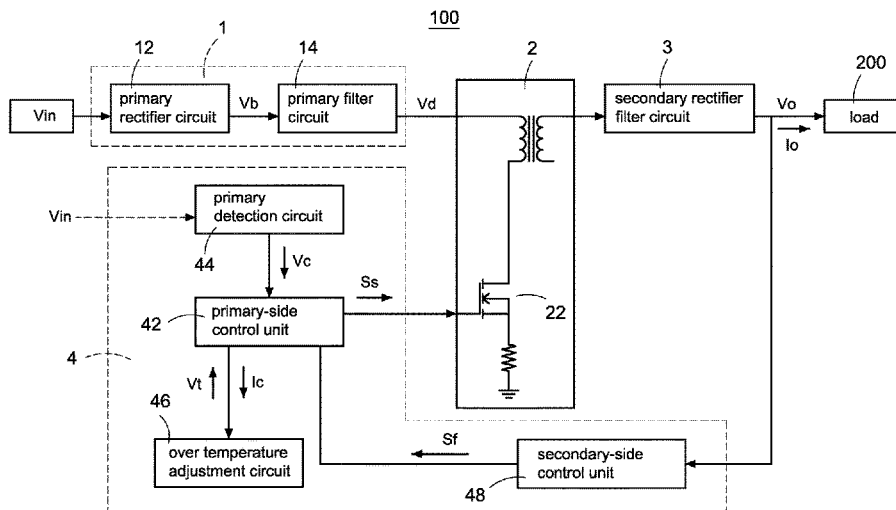 100
12
1
14
2
3
200
Vin
primary
rectifier circuit
Vb
primary filter
circuit
Vd
secondary rectifier
filter circuit
Vo
load
Io
Vin
primary
detection circuit
44
Vc
Ss
42
primary-side
control unit
22
4
Vt
Ic
46
over temperature
adjustment circuit
Sf
secondary-side
control unit
48